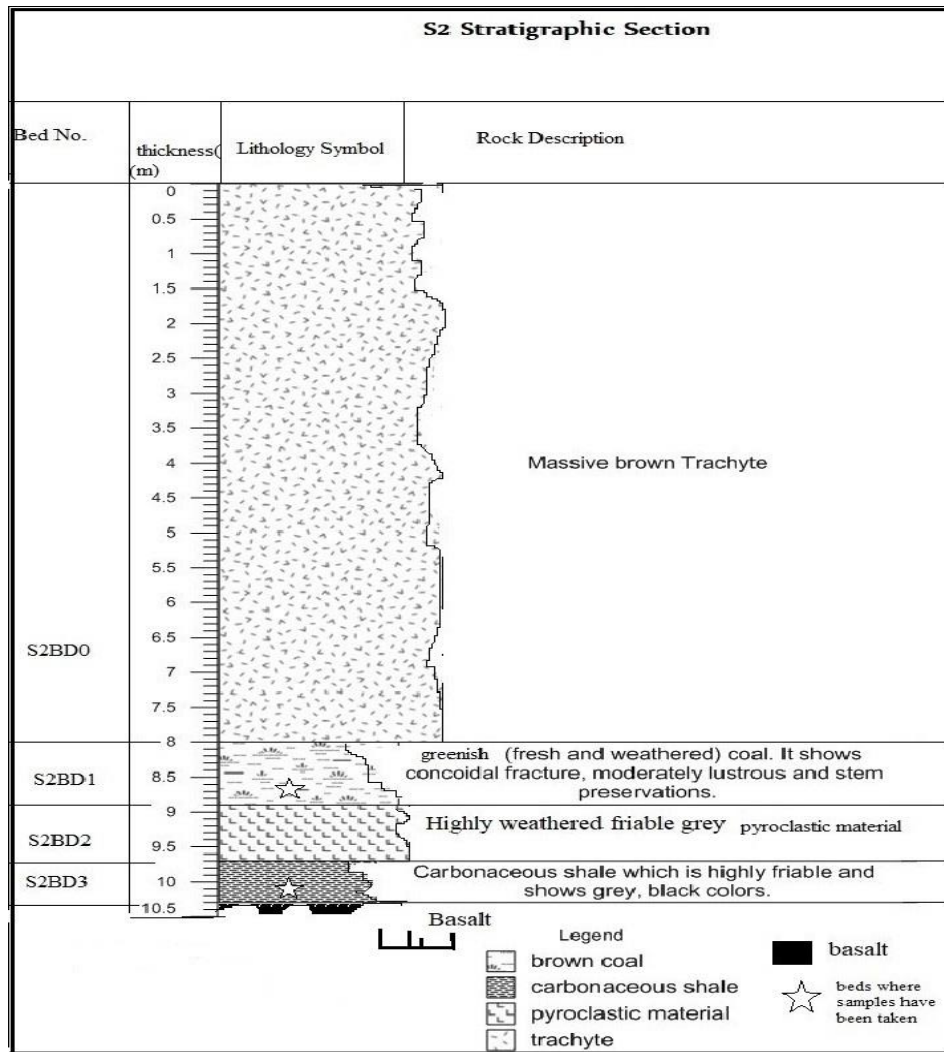 S2 Stratigraphic Section
Bed No.
thickness(
(m)
Lithology Symbol
Rock Description
0
0.5
1
1.5
2
2.5
3
3.5
4
4.5
5
5.5
6
6.5
7
7.5
8
8.5
9
9.5
10
10.5
Massive brown Trachyte
S2BD0
S2BD1
greenish (fresh and weathered) coal. It shows
concoidal fracture, moderately lustrous and stem
preservations.
S2BD2
Highly weathered friable grey pyroclastic material
S2BD3
Carbonaceous shale which is highly friable and
shows grey, black colors.
Basalt
Legend
brown coal
carbonaceous shale
pyroclastic material
trachyte
basalt
beds where
samples have
been taken